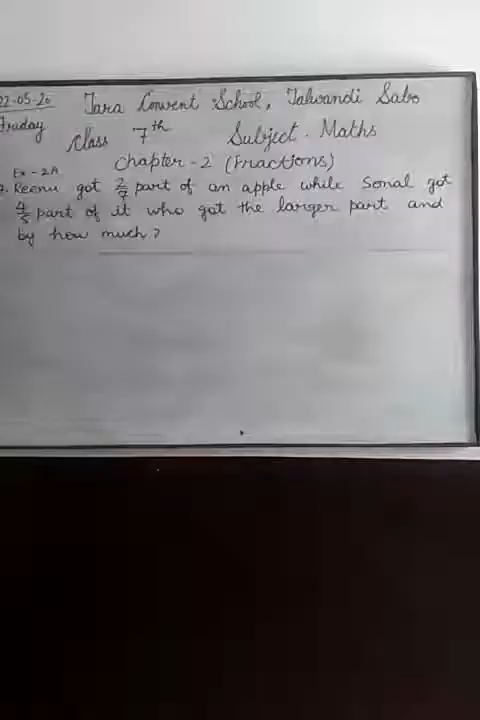 22-05-20 Tara Convent School, Talwandi Sabo
Friday Class 7th Subject. Maths
Chapter-2 (Fractions)
Ex-2A
Reenu got 2/7 part of an apple while Sonal got
4/5 part of it who got the larger part and
by how much?